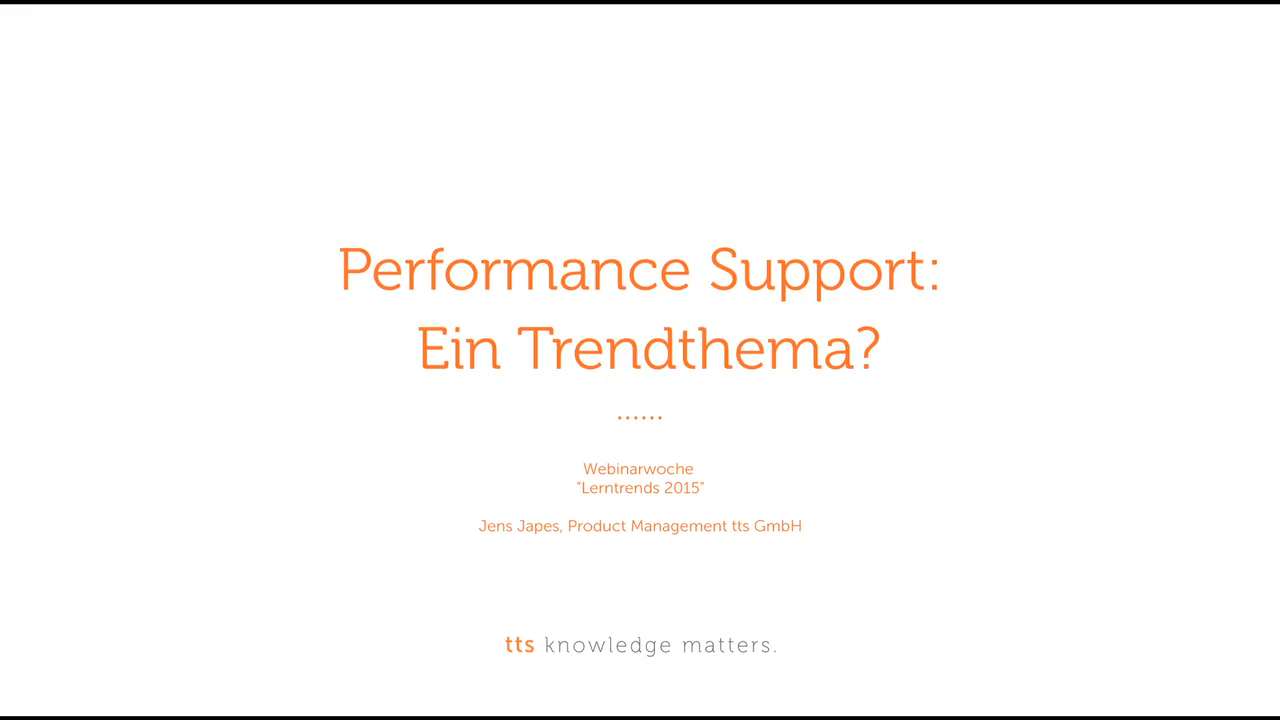 Performance Support:
Ein Trendthema?
......
Webinarwoche
"Lerntrends 2015"
Jens Japes, Product Management tts GmbH
tts knowledge matters.